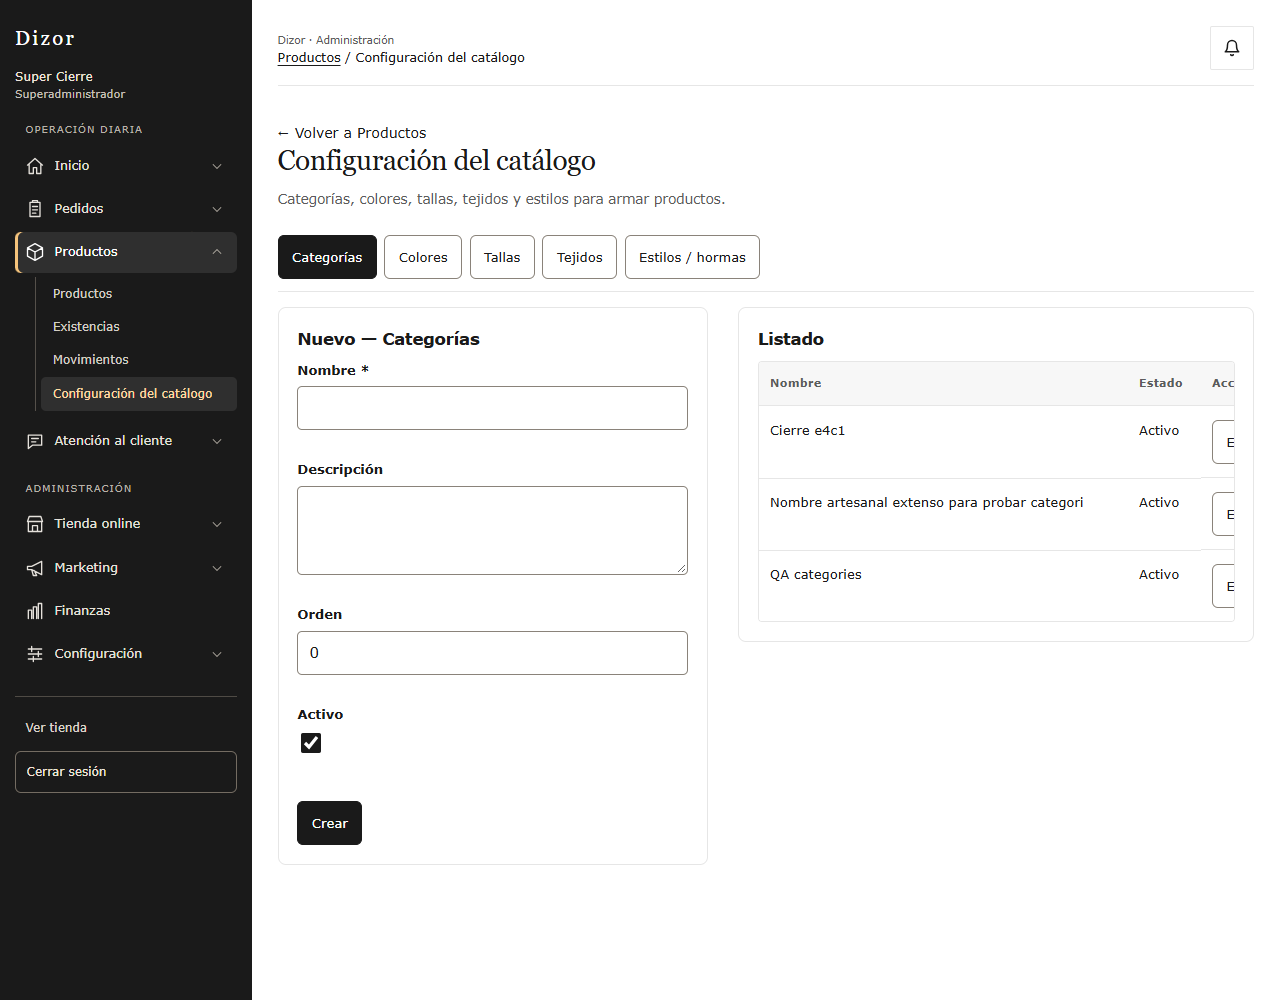 Dizor
Super Cierre
Superadministrador
OPERACIÓN DIARIA
Inicio
Pedidos
Productos
Productos
Existencias
Movimientos
Configuración del catálogo
Atención al cliente
ADMINISTRACIÓN
Tienda online
Marketing
Finanzas
Configuración
Ver tienda
Cerrar sesión
Dizor · Administración
Productos / Configuración del catálogo
← Volver a Productos
Configuración del catálogo
Categorías, colores, tallas, tejidos y estilos para armar productos.
Categorías Colores Tallas Tejidos Estilos / hormas
Nuevo — Categorías
Nombre *
Descripción
Orden
0
Activo
Crear
Listado
Nombre Estado Acc
Cierre e4c1 Activo E
Nombre artesanal extenso para probar categori Activo E
QA categories Activo E